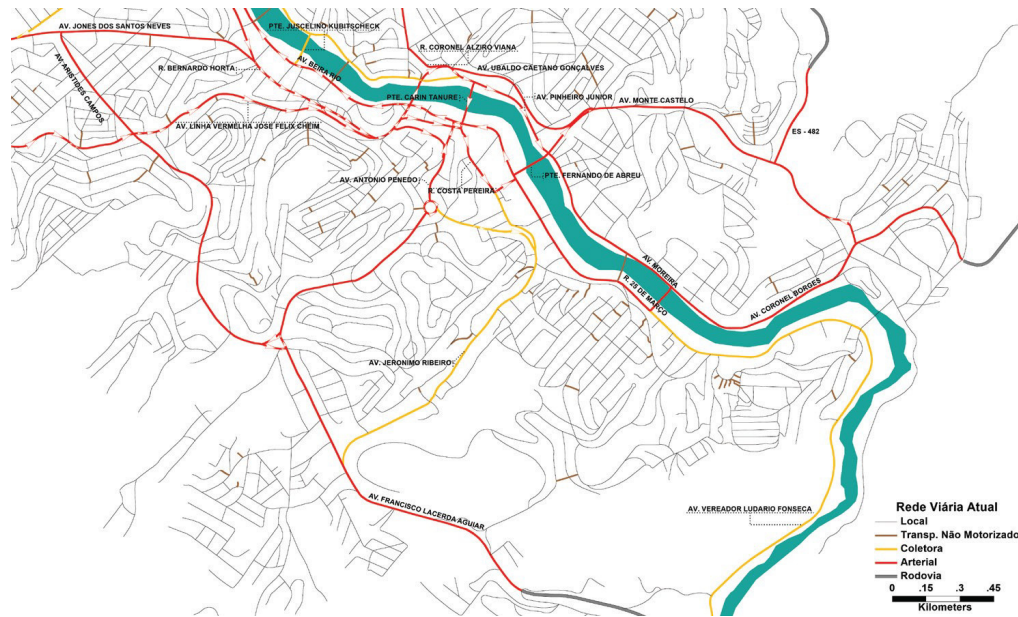 AV. JONES DOS SANTOS NEVES
PTE. JUSCELINO KUBITSCHECK
R. CORONEL ALZIRO VIANA
AV. ARISTIDES CAMPOS
R. BERNARDO HORTA
AV. BEIRA RIO
AV. UBALDO CAETANO GONÇALVES
PTE. CARIN TANURE
AV. PINHEIRO JUNIOR
AV. MONTE CASTELO
AV. LINHA VERMELHA JOSE FELIX CHEIM
ES - 482
AV. ANTONIO PENEDO
R. COSTA PEREIRA
PTE. FERNANDO DE ABREU
AV. MOREIRA
R. 25 DE MARÇO
AV. CORONEL BORGES
AV. JERONIMO RIBEIRO
AV. FRANCISCO LACERDA AGUIAR
AV. VEREADOR LUDARIO FONSECA
Rede Viária Atual
Local
Transp. Não Motorizado
Coletora
Arterial
Rodovia
0 .15 .3 .45
Kilometers